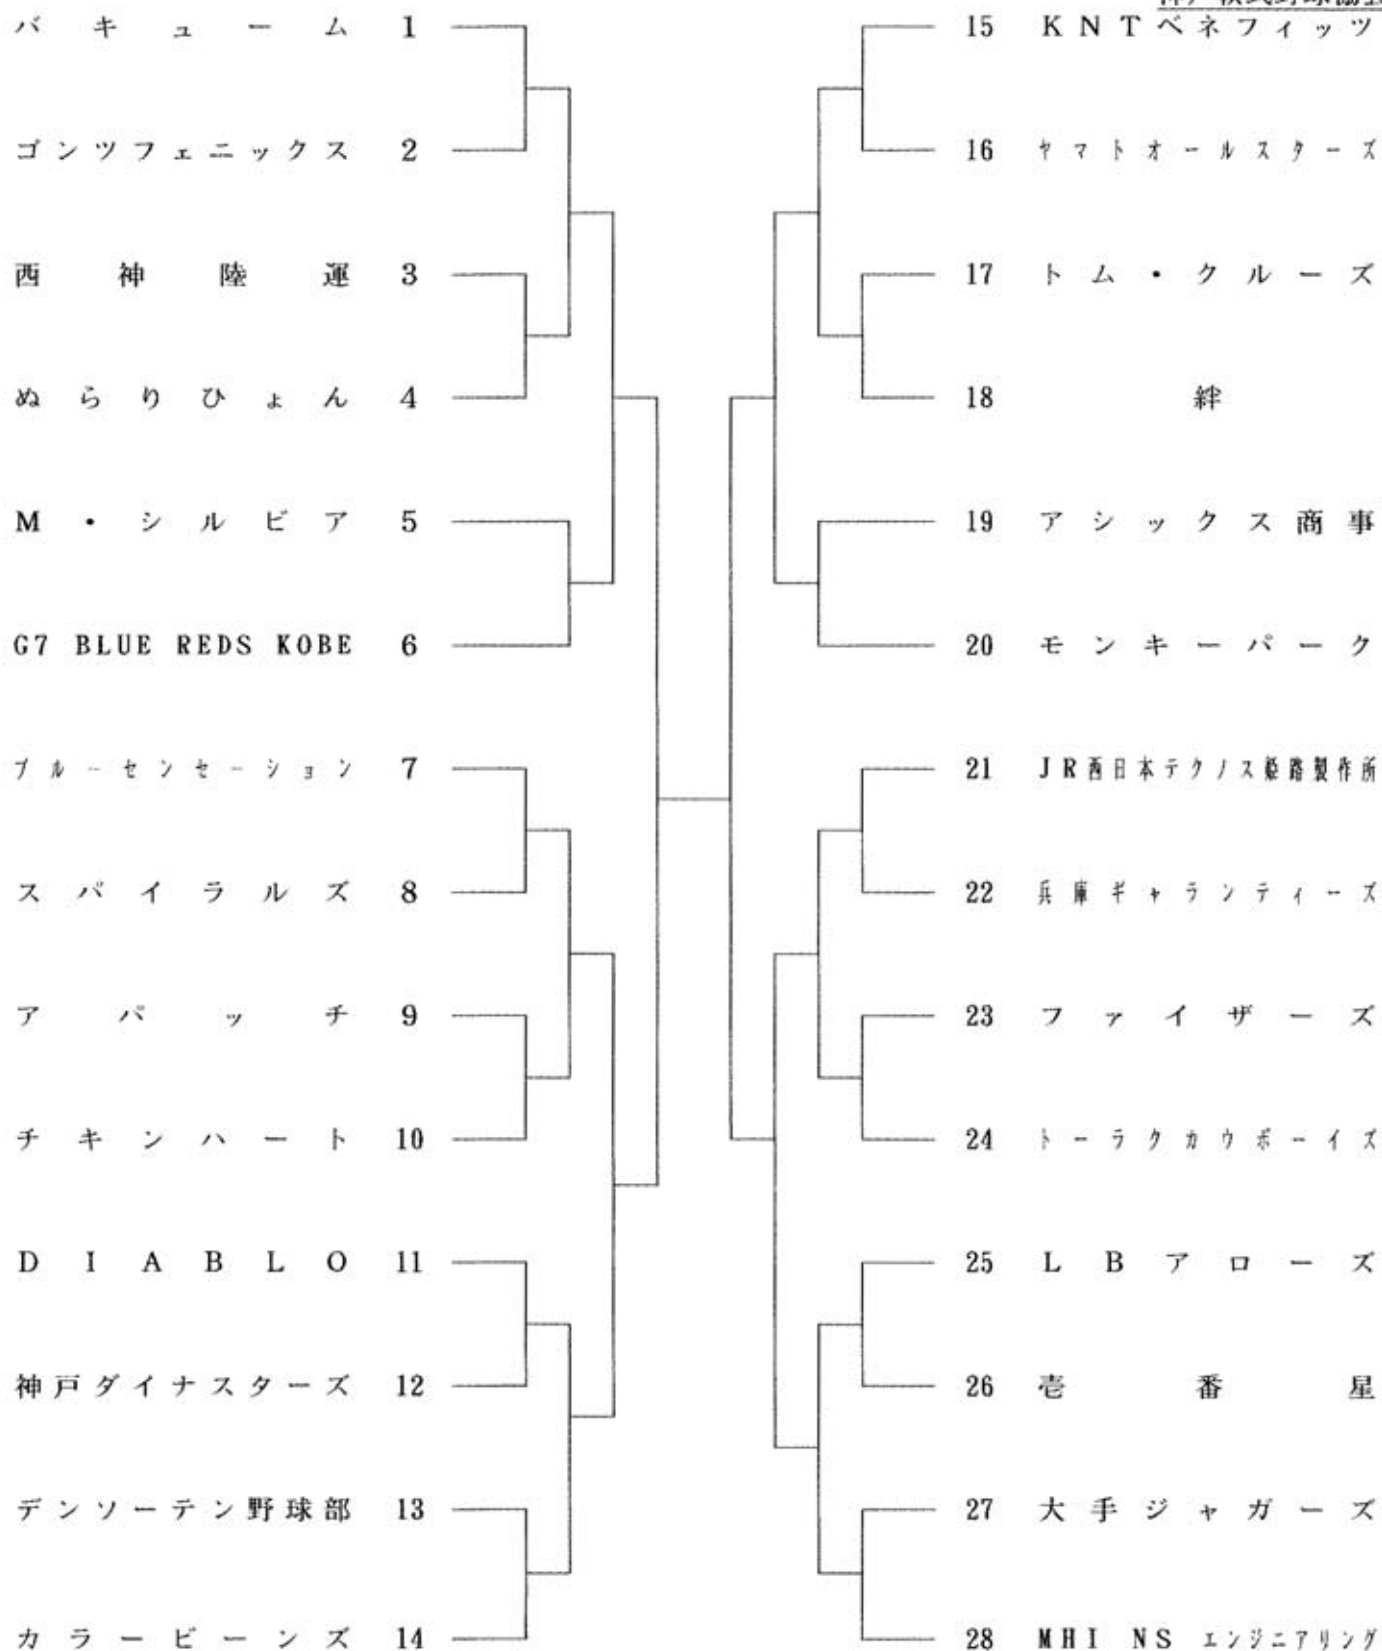 バキューム 1
ゴンツフェニックス 2
西神陸運 3
ぬらりひょん 4
M・シルビア 5
G7 BLUE REDS KOBE 6
ブルーセンセーション 7
スパイラルズ 8
アパッチ 9
チキンハート 10
DIABLO 11
神戸ダイナスターズ 12
デンソーテン野球部 13
カラービーンズ 14
15 KNTベネフィッツ
16 ヤマトオールスターズ
17 トム・クルーズ
18 絆
19 アシックス商事
20 モンキーパーク
21 JR西日本テクノス姫路製作所
22 兵庫ギャランティーズ
23 ファイザーズ
24 トーラクカウボーイズ
25 LBアローズ
26 壱番星
27 大手ジャガーズ
28 MHI NS エンジニアリング